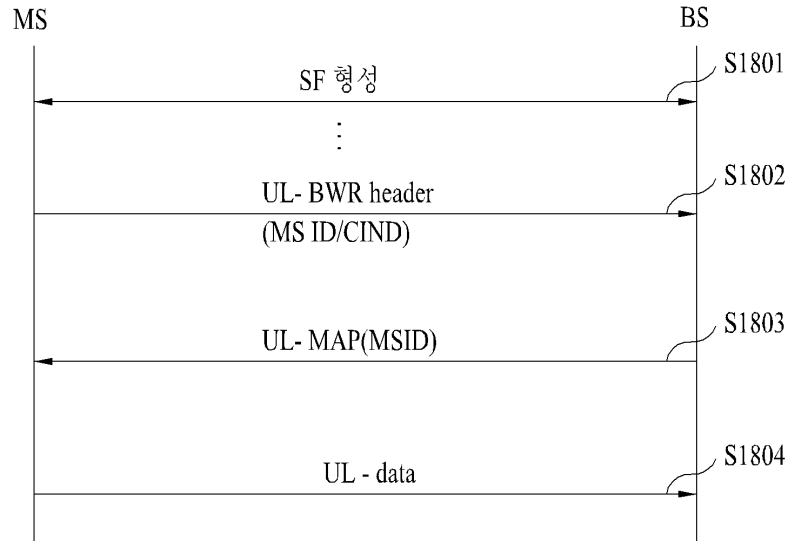 MS
BS
S1801
SF 형성
S1802
UL- BWR header
(MS ID/CIND)
S1803
UL- MAP(MSID)
S1804
UL - data